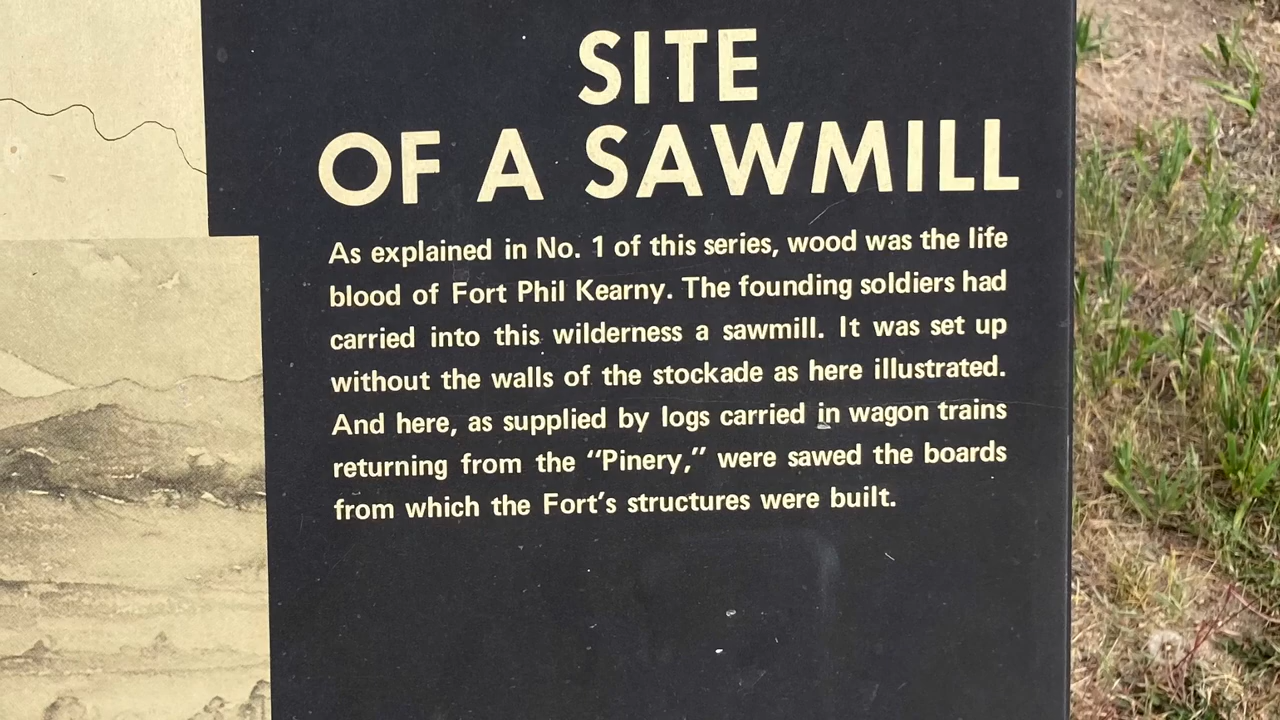 SITE
OF A SAWMILL
As explained in No. 1 of this series, wood was the life
blood of Fort Phil Kearny. The founding soldiers had
carried into this wilderness a sawmill. It was set up
without the walls of the stockade as here illustrated.
And here, as supplied by logs carried in wagon trains
returning from the “Pinery,” were sawed the boards
from which the Fort’s structures were built.